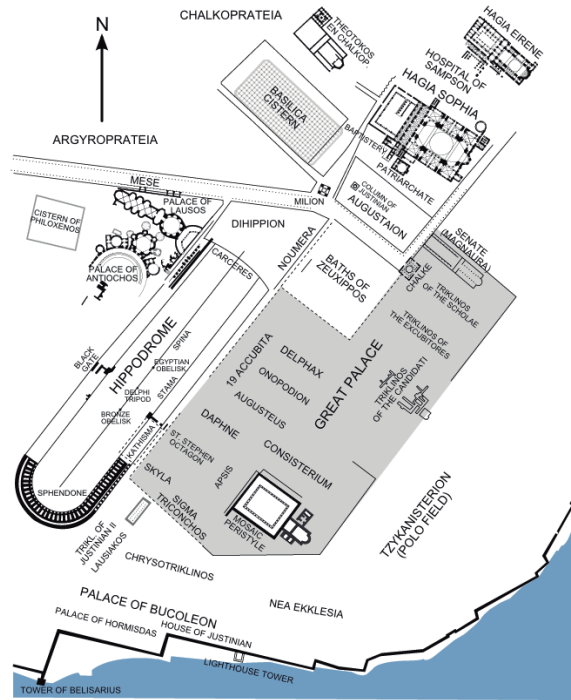 CHALKOPRATEIA
N
THEOTOKOS
EN CHALKOP.
HAGIA EIRENE
HOSPITAL OF
SAMPSON
HAGIA SOPHIA
BASILICA
CISTERN
BAPTISTERY
ARGYROPRATEIA
PATRIARCHATE
MESE
PALACE OF
LAUSOS
MILION
COLUMN OF
JUSTINIAN
AUGUSTAION
CISTERN OF
PHILOXENOS
DIHIPPION
NOUMERA
SENATE
(MAGNAURA)
CARCERES
BATHS OF
ZEUXIPPOS
CHALKE
PALACE OF
ANTIOCHOS
TRIKLINOS
OF THE SCHOLAE
TRIKLINOS OF
THE EXCUBITORES
HIPPODROME
SPINA
BLACK
GATE
EGYPTIAN
OBELISK
STAMA
DELPHI
TRIPOD
BRONZE
OBELISK
19 ACCUBITA
DELPHAX
ONOPODION
GREAT PALACE
TRIKLINOS
OF THE CANDIDATI
AUGUSTEUS
DAPHNE
CONSISTERIUM
KATHISMA
ST. STEPHEN
OCTAGON
APSIS
SKYLA
SIGMA
TRICONCHOS
SPHENDONE
MOSAIC
PERISTYLE
TZYKANISTERION
(POLO FIELD)
TRIKL. OF
JUSTINIAN II
LAUSIAKOS
CHRYSOTRIKLINOS
PALACE OF BUCOLEON
NEA EKKLESIA
PALACE OF HORMISDAS
HOUSE OF JUSTINIAN
LIGHTHOUSE TOWER
TOWER OF BELISARIUS